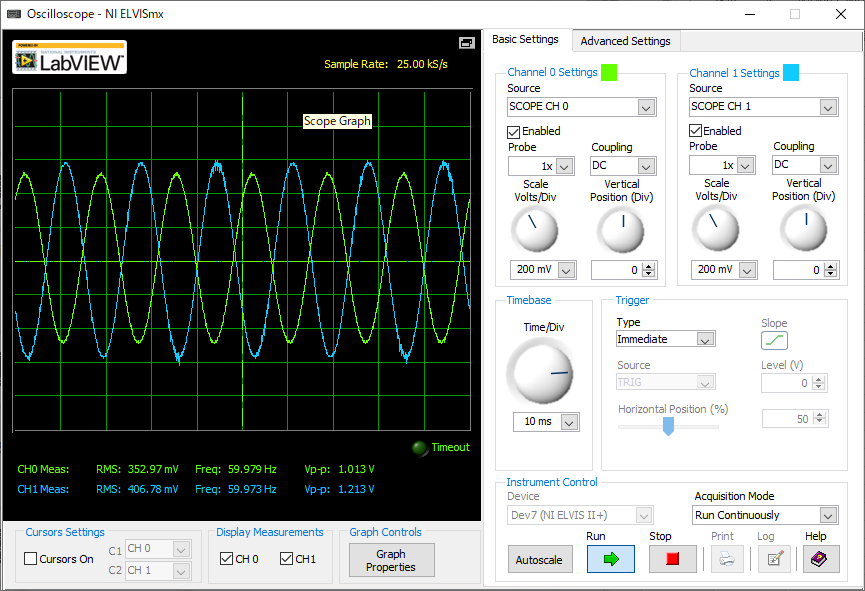 Oscilloscope - NI ELVISmx
POWERED BY
NATIONAL INSTRUMENTS
LabVIEW™
Sample Rate: 25.00 kS/s
Scope Graph
Timeout
CH0 Meas: RMS: 352.97 mV Freq: 59.979 Hz Vp-p: 1.013 V
CH1 Meas: RMS: 406.78 mV Freq: 59.973 Hz Vp-p: 1.213 V
Cursors Settings
Cursors On
C1 CH 0
C2 CH 1
Display Measurements
CH 0 CH1
Graph Controls
Graph
Properties
Basic Settings Advanced Settings
Channel 0 Settings
Source
SCOPE CH 0
Enabled
Probe Coupling
1x DC
Scale
Volts/Div
Vertical
Position (Div)
200 mV 0
Channel 1 Settings
Source
SCOPE CH 1
Enabled
Probe Coupling
1x DC
Scale
Volts/Div
Vertical
Position (Div)
200 mV 0
Timebase
Time/Div
10 ms
Trigger
Type
Immediate
Slope
Source
TRIG
Level (V)
0
Horizontal Position (%)
50
Instrument Control
Device
Dev7 (NI ELVIS II+)
Acquisition Mode
Run Continuously
Run Stop Print Log Help
Autoscale